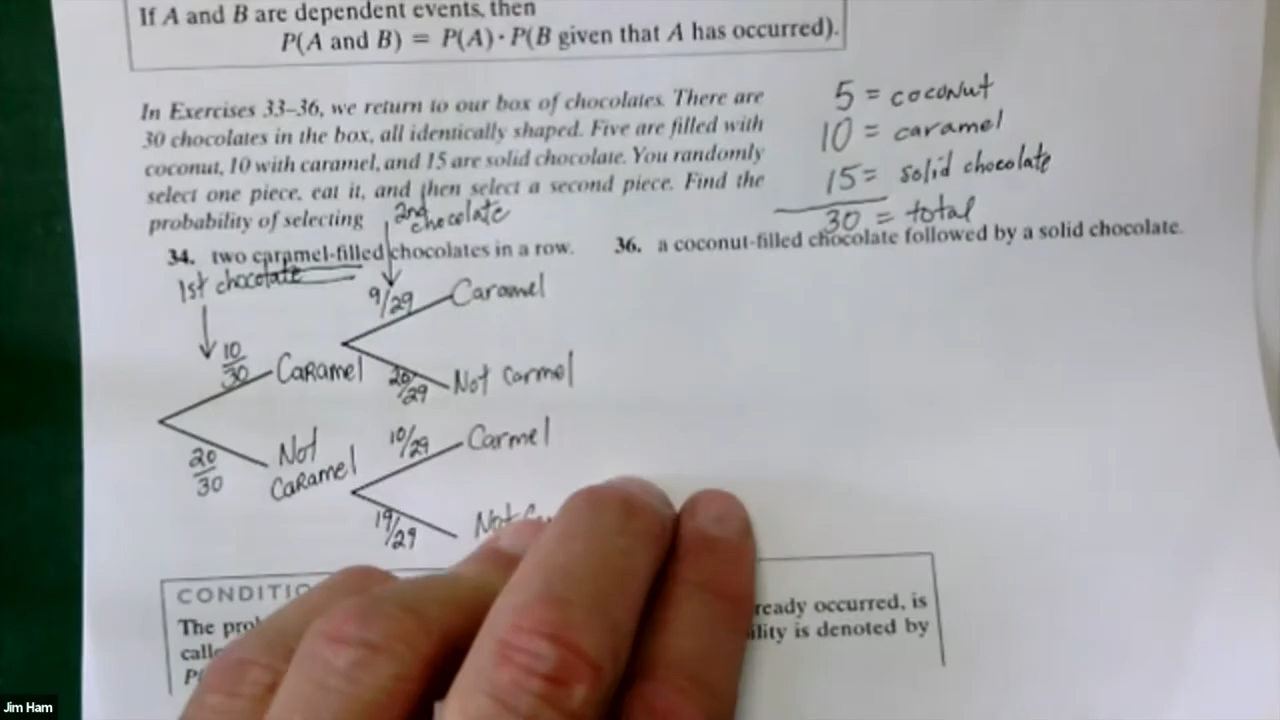 If A and B are dependent events, then
P(A and B) = P(A) · P(B given that A has occurred).
In Exercises 33–36, we return to our box of chocolates. There are
30 chocolates in the box, all identically shaped. Five are filled with
coconut, 10 with caramel, and 15 are solid chocolate. You randomly
select one piece, eat it, and then select a second piece. Find the
probability of selecting
5 = coconut
10 = caramel
15 = solid chocolate
30 = total
2nd chocolate
34. two caramel-filled chocolates in a row.
36. a coconut-filled chocolate followed by a solid chocolate.
1st chocolate
9/29 Caramel
10/30 Caramel
20/29 Not Carmel
10/29 Carmel
20/30 Not Caramel
19/29 Not
CONDITIO
The
ready occurred, is
is denoted by
Jim Ham